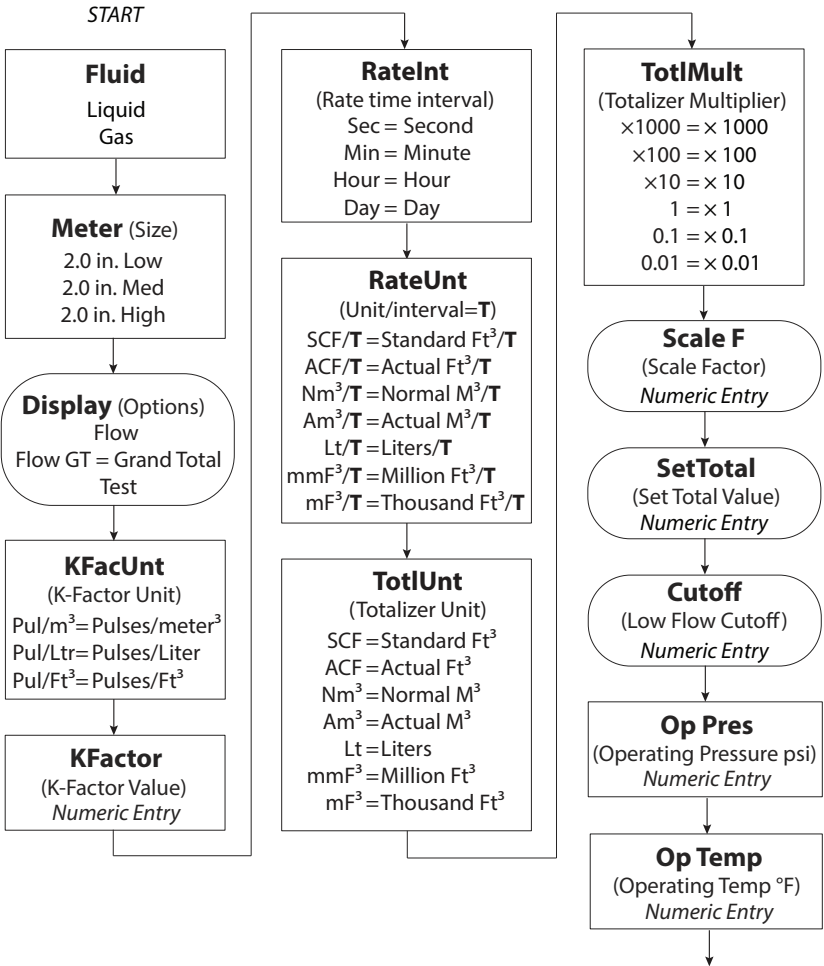 START
Fluid
Liquid
Gas
Meter (Size)
2.0 in. Low
2.0 in. Med
2.0 in. High
Display (Options)
Flow
Flow GT = Grand Total
Test
KFacUnt
(K-Factor Unit)
Pul/m³=Pulses/meter³
Pul/Ltr=Pulses/Liter
Pul/Ft³=Pulses/Ft³
KFactor
(K-Factor Value)
Numeric Entry
RateInt
(Rate time interval)
Sec = Second
Min = Minute
Hour = Hour
Day = Day
RateUnt
(Unit/interval=T)
SCF/T =Standard Ft³/T
ACF/T =Actual Ft³/T
Nm³/T =Normal M³/T
Am³/T =Actual M³/T
Lt/T =Liters/T
mmF³/T =Million Ft³/T
mF³/T =Thousand Ft³/T
TotlUnt
(Totalizer Unit)
SCF =Standard Ft³
ACF =Actual Ft³
Nm³ =Normal M³
Am³ =Actual M³
Lt =Liters
mmF³ =Million Ft³
mF³ =Thousand Ft³
TotlMult
(Totalizer Multiplier)
×1000 = × 1000
×100 = × 100
×10 = × 10
1 = × 1
0.1 = × 0.1
0.01 = × 0.01
Scale F
(Scale Factor)
Numeric Entry
SetTotal
(Set Total Value)
Numeric Entry
Cutoff
(Low Flow Cutoff)
Numeric Entry
Op Pres
(Operating Pressure psi)
Numeric Entry
Op Temp
(Operating Temp °F)
Numeric Entry